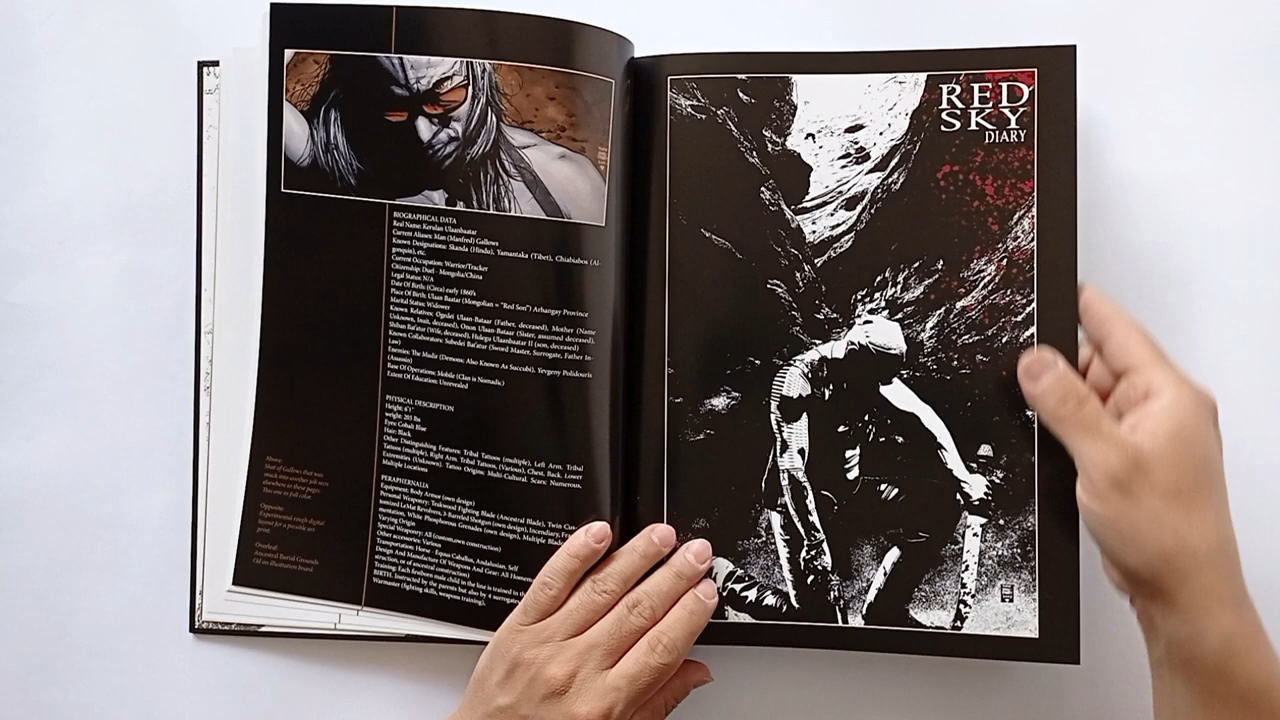 BIOGRAPHICAL DATA
Real Name: Kerulan Ulaanbaatar
Current Aliases: Man (Manfred) Gallows
Known Designations: Skanda (Hindu), Yamantaka (Tibet), Chiabiabos (Al-
gonquin), etc.
Current Occupation: Warrior/Tracker
Citizenship: Duel - Mongolia/China
Legal Status: N/A
Date Of Birth: (Circa) early 1860's
Place Of Birth: Ulaan Baatar (Mongolian = "Red Son") Arhangay Province
Marital Status: Widower
Known Relatives: Ogedei Ulaan-Bataar (Father, deceased), Mother (Name
Unknown, Inuit, deceased), Onon Ulaan-Bataar (Sister, assumed deceased),
Shiban Bat'atur (Wife, deceased), Hulegu Ulaanbaatar II (son, deceased)
Known Collaborators: Subedei Bat'atur (Sword Master, Surrogate, Father In-
Law)
Enemies: The Madir (Demons: Also Known As Succubi), Yevgeny Polidouris
(Assassin)
Base Of Operations: Mobile (Clan is Nomadic)
Extent Of Education: Unrevealed
PHYSICAL DESCRIPTION
Height: 6'3"
weight: 205 lbs
Eyes: Cobalt Blue
Hair: Black
Other Distinguishing Features: Tribal Tattoos (multiple), Left Arm. Tribal
Tattoos (multiple), Right Arm. Tribal Tattoos, (Various), Chest, Back. Lower
Extremities (Unknown). Tattoo Origins: Multi-Cultural. Scars: Numerous,
Multiple Locations
PERAPHERNALIA
Equipment: Body Armor (own design)
Personal Weaponry: Teakwood Fighting Blade (Ancestral Blade), Twin Cus-
tomized LeMat Revolvers, 3-Barreled Shotgun (own design), Incendiary,
mentation, White Phosphorous Grenades (own design), Multiple Blades
Varying Origin
Special Weaponry: All (custom,own construction)
Other accessories: Various
Transportation: Horse - Equus Caballus, Andalusian, Self
Design And Manufacture Of Weapons And Gear: All
struction, or of ancestral construction)
Training: Each firstborn male child in the line is trained in
BIRTH. Instructed by the parents but also by 4 surrogates
Warmaster (fighting skills, weapons training),
Above:
Shot of Gallows that was
much into another job seen
elsewhere in these pages.
This one in full color.
Opposite:
Experimental rough digital
layout for a possible art
print.
Overleaf:
Ancestral Burial Grounds
Oil on illustration board.
RED
SKY
DIARY